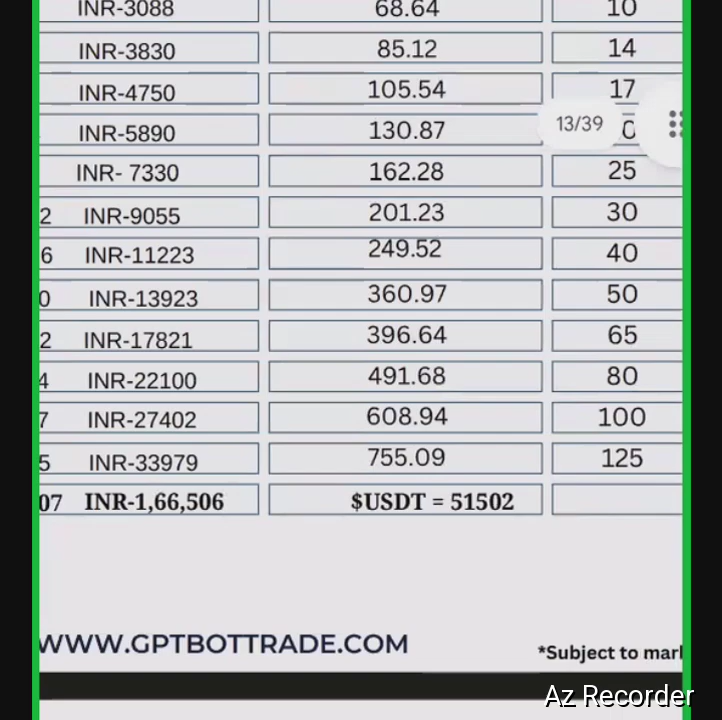 INR-3088 68.64 10
INR-3830 85.12 14
INR-4750 105.54 17
13/39
INR-5890 130.87
INR- 7330 162.28 25
2 INR-9055 201.23 30
6 INR-11223 249.52 40
0 INR-13923 360.97 50
2 INR-17821 396.64 65
4 INR-22100 491.68 80
7 INR-27402 608.94 100
5 INR-33979 755.09 125
07 INR-1,66,506 $USDT = 51502
WWW.GPTBOTTRADE.COM
*Subject to
Az Recorder